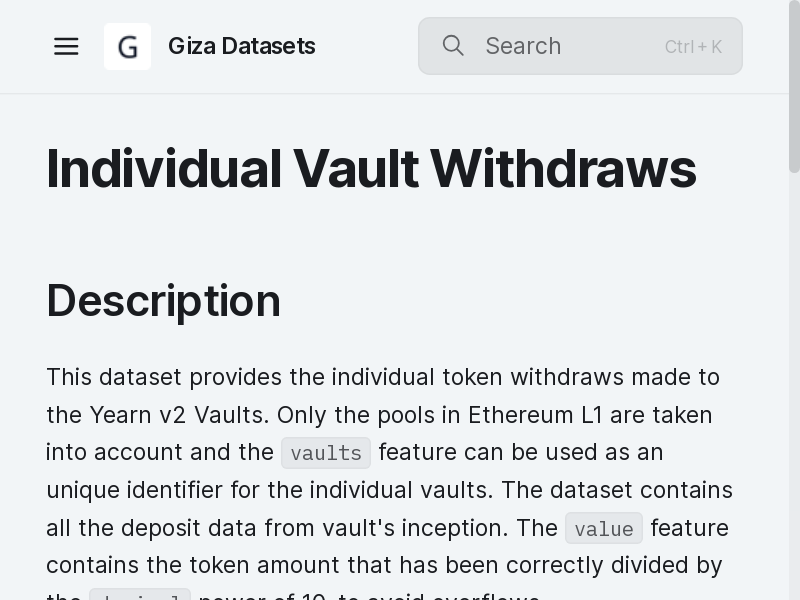 G
Giza Datasets
Search
Ctrl + K
Individual Vault Withdraws
Description
This dataset provides the individual token withdraws made to
the Yearn v2 Vaults. Only the pools in Ethereum L1 are taken
into account and the vaults feature can be used as an
unique identifier for the individual vaults. The dataset contains
all the deposit data from vault's inception. The value feature
contains the token amount that has been correctly divided by
the power of 10, to avoid overflows.